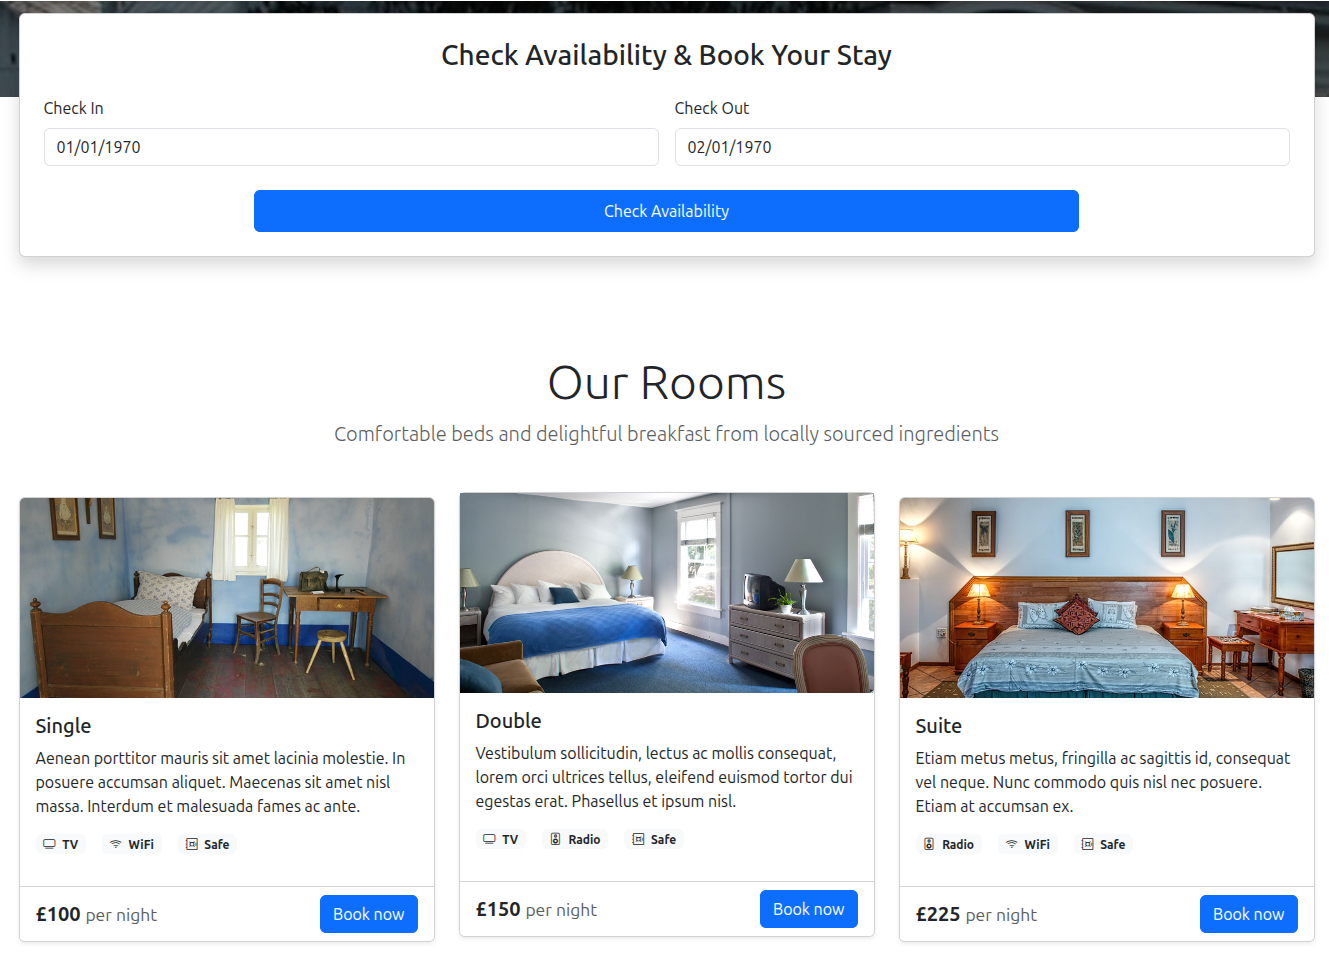 Check Availability & Book Your Stay
Check In
Check Out
01/01/1970
02/01/1970
Check Availability
Our Rooms
Comfortable beds and delightful breakfast from locally sourced ingredients
Single
Aenean porttitor mauris sit amet lacinia molestie. In
posuere accumsan aliquet. Maecenas sit amet nisl
massa. Interdum et malesuada fames ac ante.
TV WiFi Safe
£100 per night
Book now
Double
Vestibulum sollicitudin, lectus ac mollis consequat,
lorem orci ultrices tellus, eleifend euismod tortor dui
egestas erat. Phasellus et ipsum nisl.
TV Radio Safe
£150 per night
Book now
Suite
Etiam metus metus, fringilla ac sagittis id, consequat
vel neque. Nunc commodo quis nisl nec posuere.
Etiam at accumsan ex.
Radio WiFi Safe
£225 per night
Book now